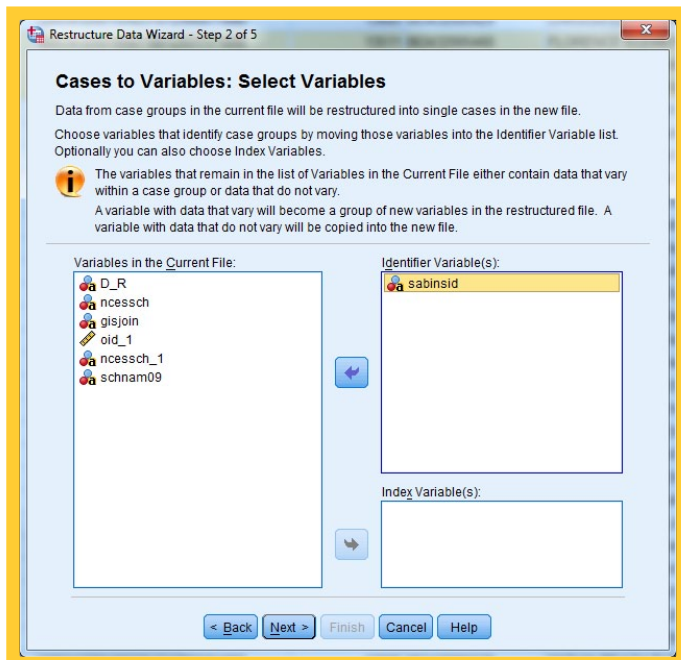 Restructure Data Wizard - Step 2 of 5
Cases to Variables: Select Variables
Data from case groups in the current file will be restructured into single cases in the new file.
Choose variables that identify case groups by moving those variables into the Identifier Variable list.
Optionally you can also choose Index Variables.
The variables that remain in the list of Variables in the Current File either contain data that vary
within a case group or data that do not vary.
A variable with data that vary will become a group of new variables in the restructured file. A
variable with data that do not vary will be copied into the new file.
Variables in the Current File:
D_R
ncessch
gisjoin
oid_1
ncessch_1
schnam09
Identifier Variable(s):
sabinsid
Index Variable(s):
< Back Next > Finish Cancel Help